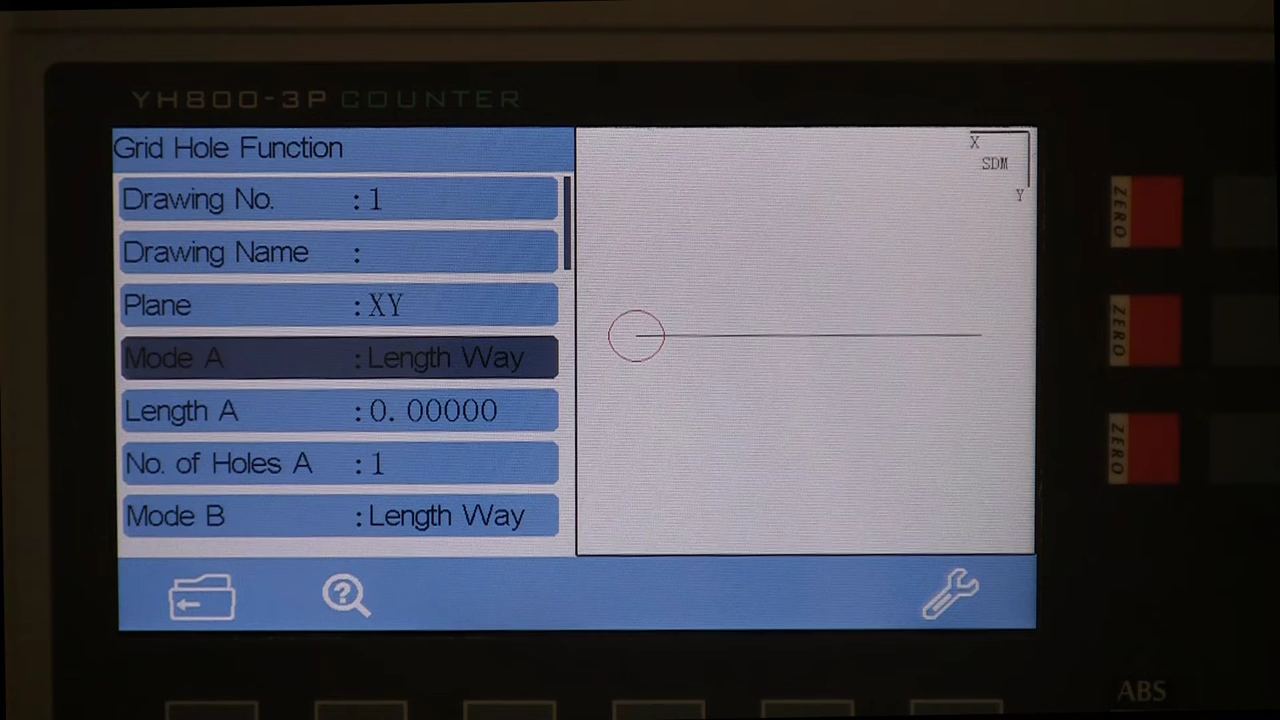 YH800-3P COUNTER
Grid Hole Function
Drawing No. :1
Drawing Name :
Plane :XY
Mode A :Length Way
Length A :0.00000
No. of Holes A :1
Mode B :Length Way
X
SDM
Y
?
ZERO
ZERO
ZERO
ABS